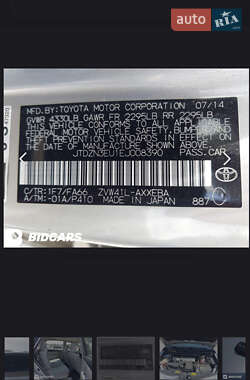 AUTO RIA
MFD. BY: TOYOTA MOTOR CORPORATION 07/14
GVWR 4330LB GAWR FR 2295LB RR 2295LB
THIS VEHICLE CONFORMS TO ALL APPLICABLE
FEDERAL MOTOR VEHICLE SAFETY, BUMPER, AND
THEFT PREVENTION STANDARDS IN EFFECT ON
THE DATE OF MANUFACTURE SHOWN ABOVE.
JTDZN3EU1EJ008390 PASS.CAR
C/TR:1F7/FA66 ZVW41L-AXXEBA
A/TM:-01A/P410 MADE IN JAPAN 887
BIDCARS